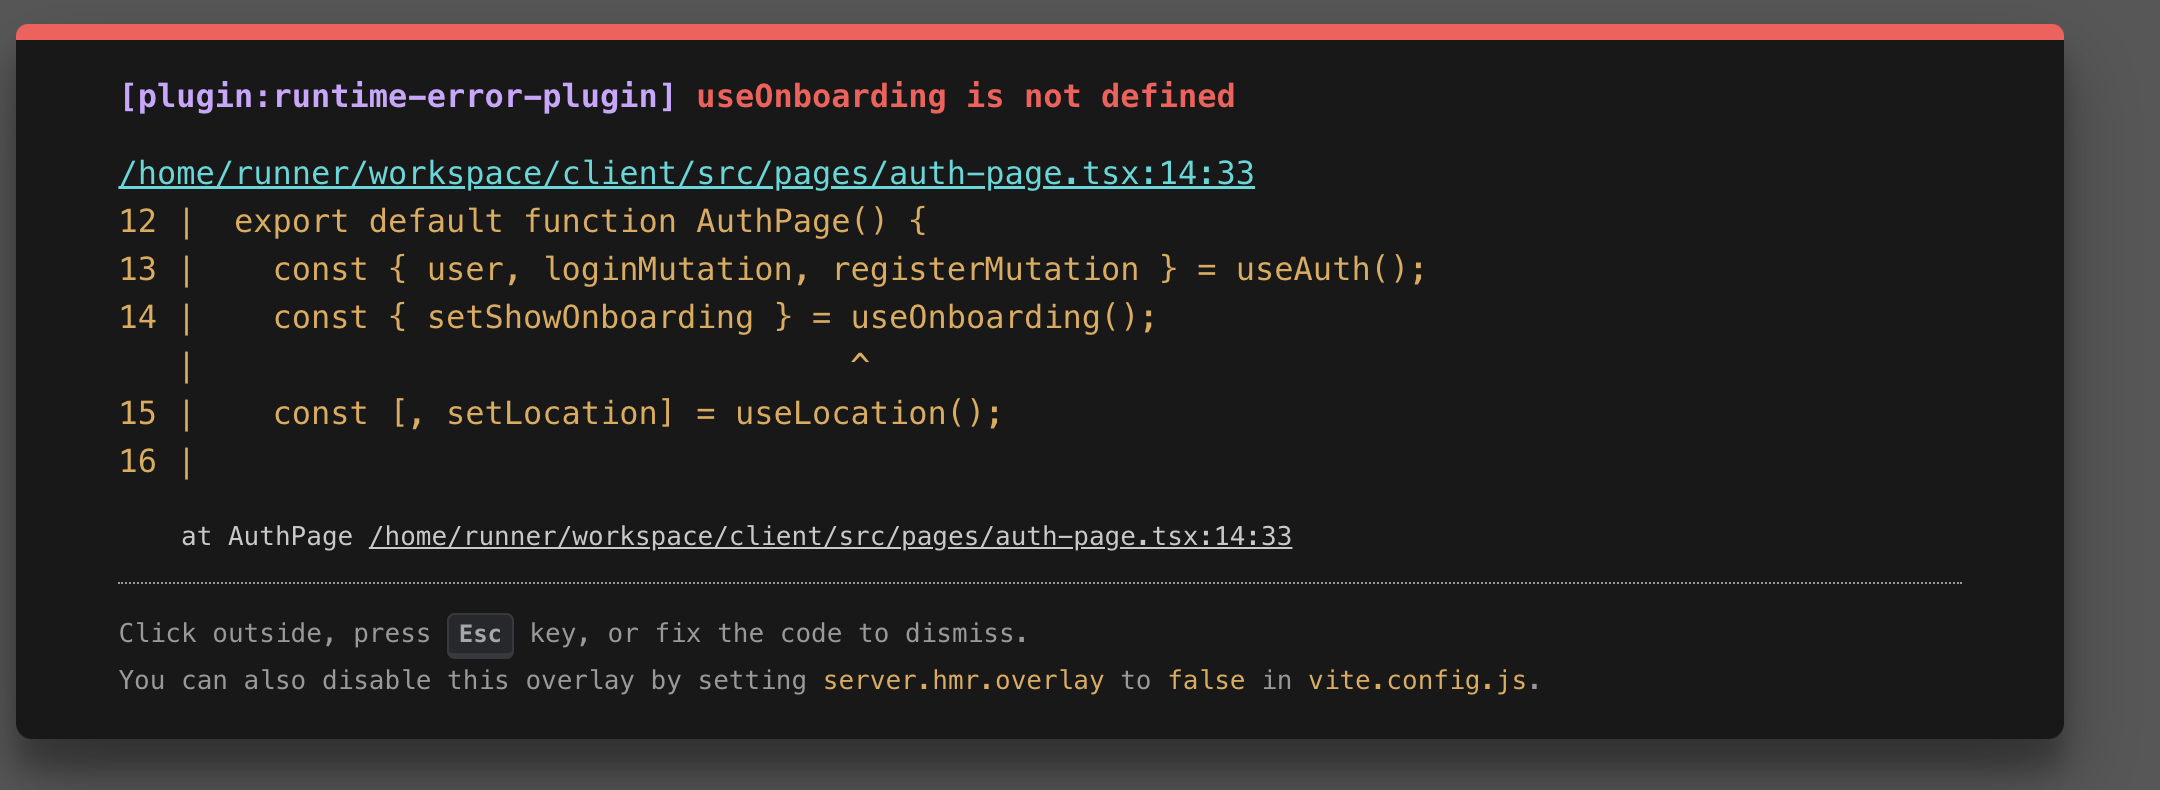 [plugin:runtime-error-plugin] useOnboarding is not defined
/home/runner/workspace/client/src/pages/auth-page.tsx:14:33
12 |  export default function AuthPage() {
13 |    const { user, loginMutation, registerMutation } = useAuth();
14 |    const { setShowOnboarding } = useOnboarding();
   |                                  ^
15 |    const [, setLocation] = useLocation();
16 |
at AuthPage /home/runner/workspace/client/src/pages/auth-page.tsx:14:33
Click outside, press Esc key, or fix the code to dismiss.
You can also disable this overlay by setting server.hmr.overlay to false in vite.config.js.